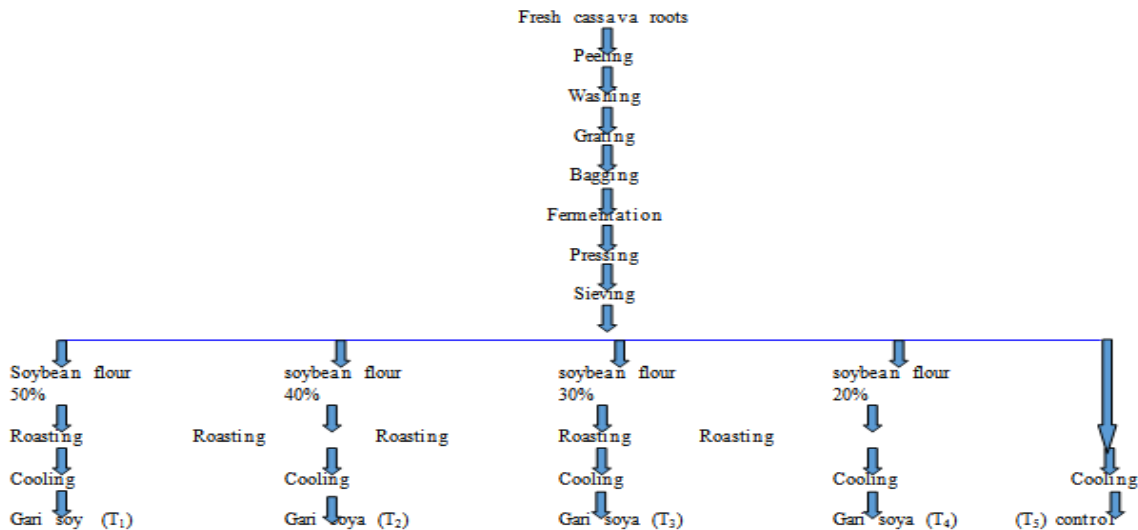 Fresh cassava roots
Peeling
Washing
Grating
Bagging
Fermentation
Pressing
Sieving
Soybean flour soybean flour soybean flour soybean flour
50% 40% 30% 20%
Roasting Roasting Roasting Roasting Roasting
Cooling Cooling Cooling Cooling Cooling
Gari soy (T₁) Gari soya (T₂) Gari soya (T₃) Gari soya (T₄) (T₅) control